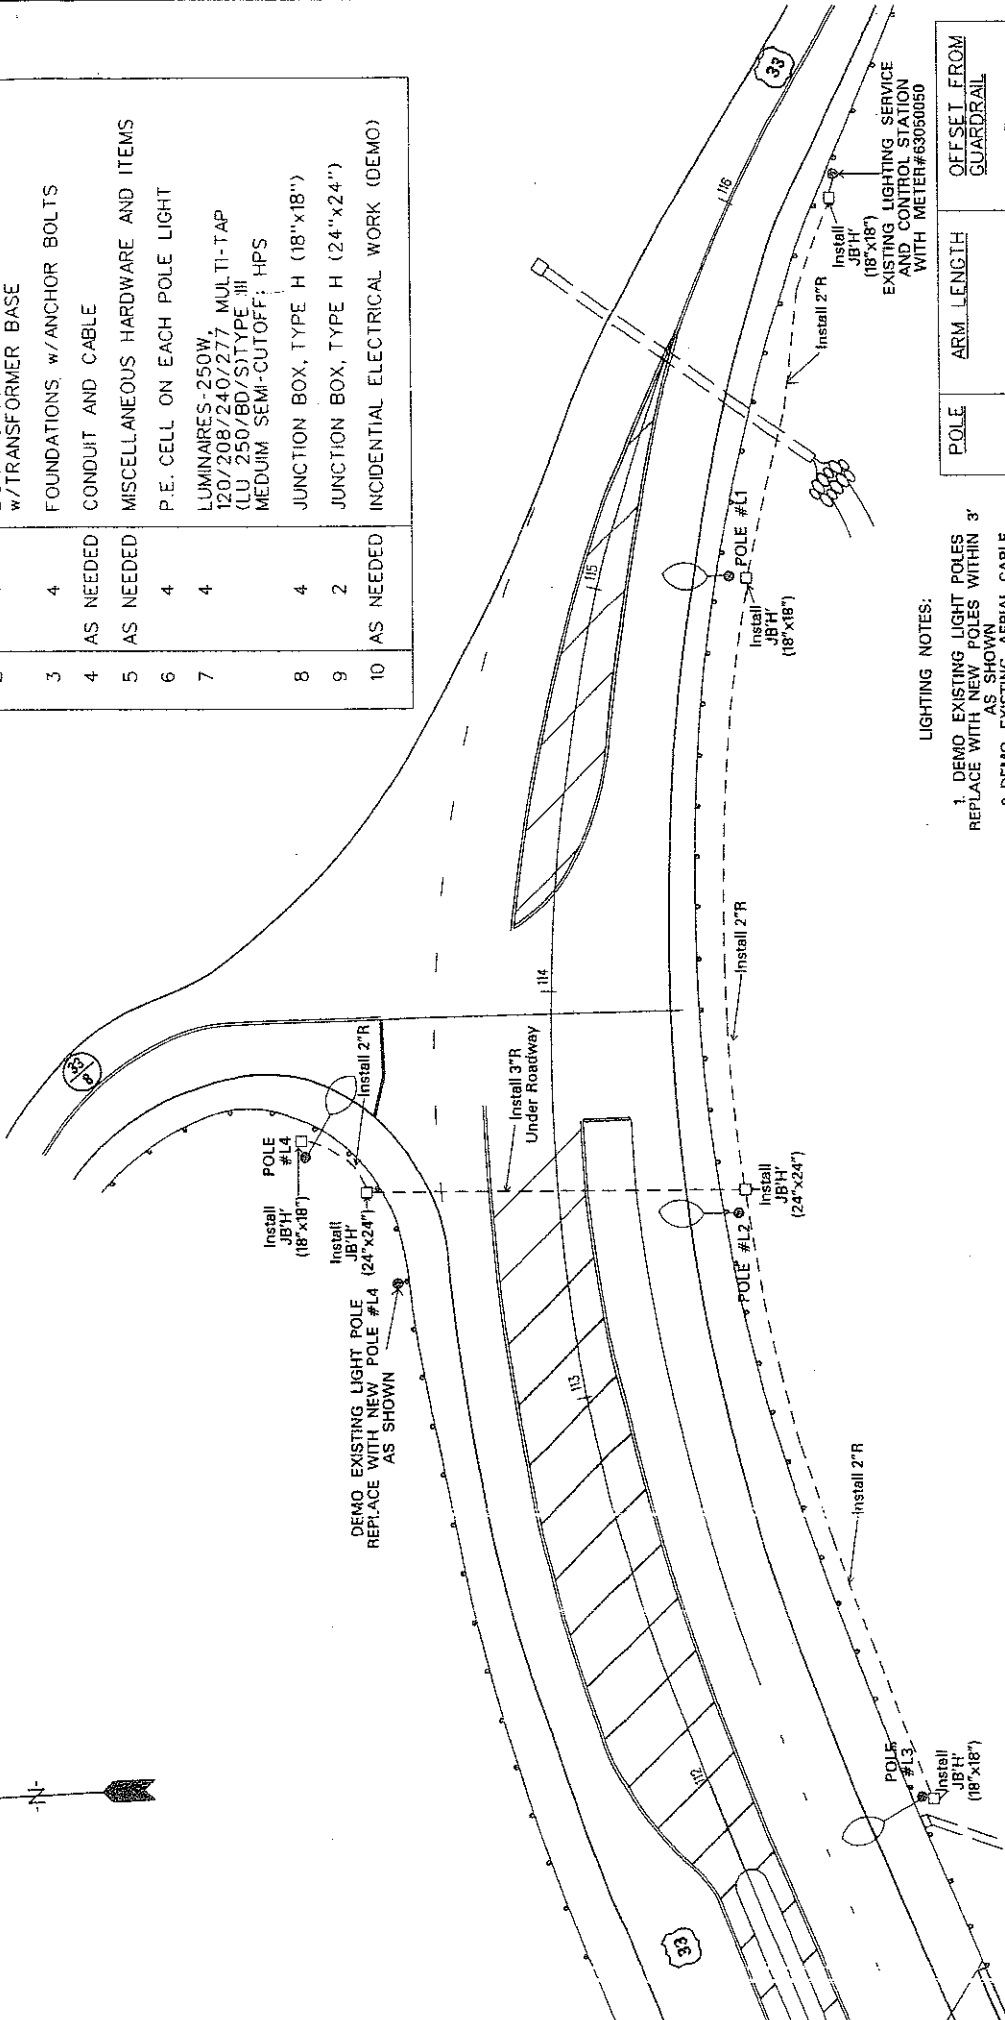 w/TRANSFORMER BASE
3 4 FOUNDATIONS w/ANCHOR BOLTS
4 AS NEEDED CONDUIT AND CABLE
5 AS NEEDED MISCELLANEOUS HARDWARE AND ITEMS
6 4 P.E. CELL ON EACH POLE LIGHT
7 4 LUMINAIRES-250W,
120/208/240/277 MULTI-TAP
(LU 250/BD/S)TYPE III
MEDUIM SEMI-CUTOFF; HPS
8 4 JUNCTION BOX, TYPE H (18"x18")
9 2 JUNCTION BOX, TYPE H (24"x24")
10 AS NEEDED INCIDENTIAL ELECTRICAL WORK (DEMO)
-N-
33
8
POLE
#L4
Install
JB'H'
(18"x18")
Install
JB'H'
(24"x24")
Install 2"R
DEMO EXISTING LIGHT POLE
REPLACE WITH NEW POLE #L4
AS SHOWN
Install 3"R
Under Roadway
33
116
115
114
113
112
33
POLE #L1
Install
JB'H'
(18"x18")
Install 2"R
Install
JB'H'
(18"x18")
EXISTING LIGHTING SERVICE
AND CONTROL STATION
WITH METER#63050050
Install 2"R
POLE #L2
Install
JB'H'
(24"x24")
Install 2"R
POLE
#L3
Install
JB'H'
(18"x18")
LIGHTING NOTES:
1. DEMO EXISTING LIGHT POLES
REPLACE WITH NEW POLES WITHIN 3'
AS SHOWN
2. DEMO EXISTING AERIAL CABLE
POLE ARM LENGTH OFFSET FROM
GUARDRAIL